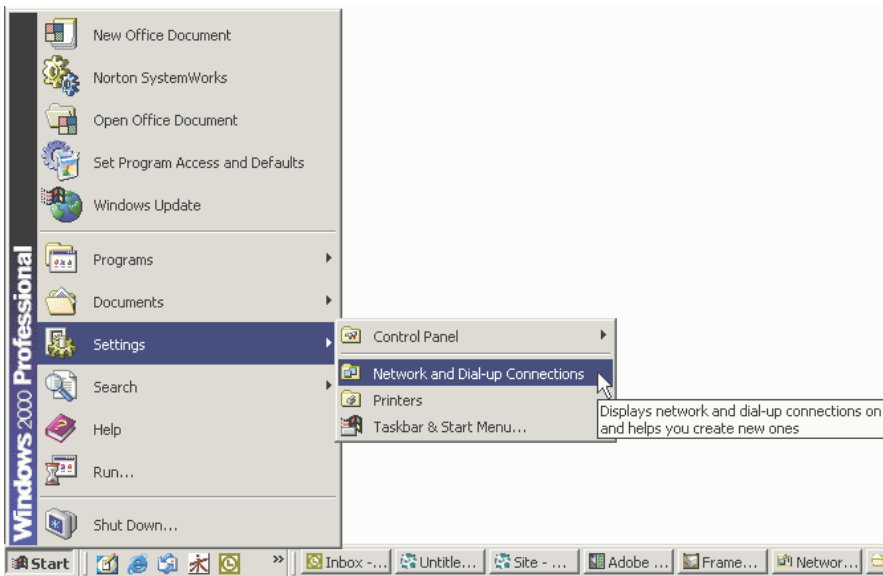 New Office Document
Norton SystemWorks
Open Office Document
Set Program Access and Defaults
Windows Update
Programs
Documents
Settings
Search
Help
Run...
Shut Down...
Windows 2000 Professional
Control Panel
Network and Dial-up Connections
Printers
Taskbar & Start Menu...
Displays network and dial-up connections on
and helps you create new ones
Start
»
Inbox -...
Untitle...
Site - ...
Adobe ...
Frame...
Networ...